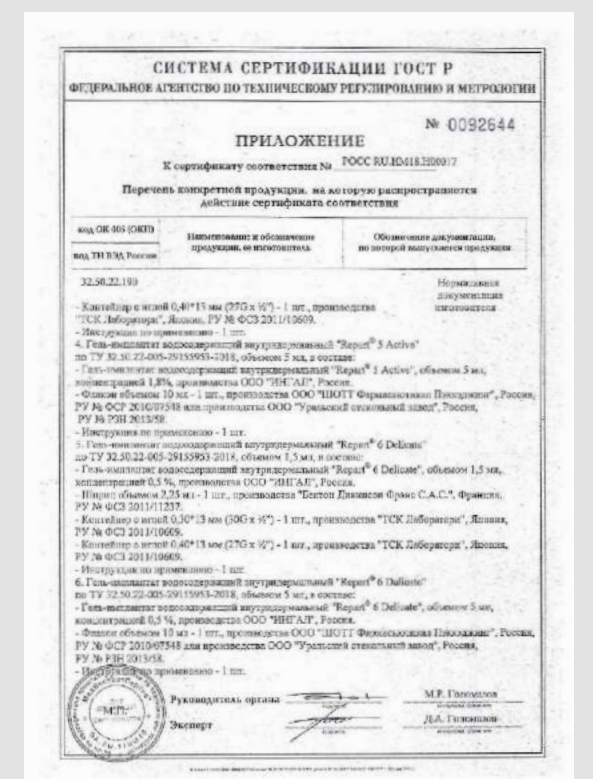 СИСТЕМА СЕРТИФИКАЦИИ ГОСТ Р
ФЕДЕРАЛЬНОЕ АГЕНТСТВО ПО ТЕХНИЧЕСКОМУ РЕГУЛИРОВАНИЮ И МЕТРОЛОГИИ
№ 0092644
ПРИЛОЖЕНИЕ
К сертификату соответствия № РОСС RU.
Перечень конкретной продукции, на которую распространяется
действие сертификата соответствия
код ОК 005 (ОКП)
код ТН ВЭД России
Наименование и обозначение
продукции, ее изготовитель
Обозначение документации,
по которой выпускается продукция
32.50.22.190
Нормативная
документация
изготовителя
- Контейнер с иглой 0,40*13 мм (27G x ½") - 1 шт., производства
"ТСК Лаборатори", Япония, РУ № ФСЗ 2011/10609.
- Инструкция по применению - 1 шт.
4. Гель-имплантат водосодержащий внутридермальный "Repart® 5 Active"
по ТУ 32.50.22-005-29155953-2018, объемом 5 мл, в составе:
- Гель-имплантат водосодержащий внутридермальный "Repart® 5 Active", объемом 5 мл,
концентрацией 1,8%, производства ООО "ИНГАЛ", Россия.
- Флакон объемом 10 мл - 1 шт., производства ООО "ШОТТ Фармасьютикал Пэкэджинг", Россия,
РУ № ФСР 2010/07548 или производства ООО "Уральский стекольный завод", Россия,
РУ № РЗН 2013/58.
- Инструкция по применению - 1 шт.
5. Гель-имплантат водосодержащий внутридермальный "Repart® 6 Delicate"
по ТУ 32.50.22-005-29155953-2018, объемом 1,5 мл, в составе:
- Гель-имплантат водосодержащий внутридермальный "Repart® 6 Delicate", объемом 1,5 мл,
концентрацией 0,5 %, производства ООО "ИНГАЛ", Россия.
- Шприц объемом 2,25 мл - 1 шт., производства "Бектон Дикинсон Франс С.А.С.", Франция,
РУ № ФСЗ 2011/11237.
- Контейнер с иглой 0,30*13 мм (30G x ½") - 1 шт., производства "ТСК Лаборатори", Япония,
РУ № ФСЗ 2011/10609.
- Контейнер с иглой 0,40*13 мм (27G x ½") - 1 шт., производства "ТСК Лаборатори", Япония,
РУ № ФСЗ 2011/10609.
- Инструкция по применению - 1 шт.
6. Гель-имплантат водосодержащий внутридермальный "Repart® 6 Delicate"
по ТУ 32.50.22-005-29155953-2018, объемом 5 мл, в составе:
- Гель-имплантат водосодержащий внутридермальный "Repart® 6 Delicate", объемом 5 мл,
концентрацией 0,5 %, производства ООО "ИНГАЛ", Россия.
- Флакон объемом 10 мл - 1 шт., производства ООО "ШОТТ Фармасьютикал Пэкэджинг", Россия,
РУ № ФСР 2010/07548 или производства ООО "Уральский стекольный завод", Россия,
РУ № РЗН 2013/58.
- Инструкция по применению - 1 шт.
М.П.
Руководитель органа
М.Р.
Эксперт
Д.А.